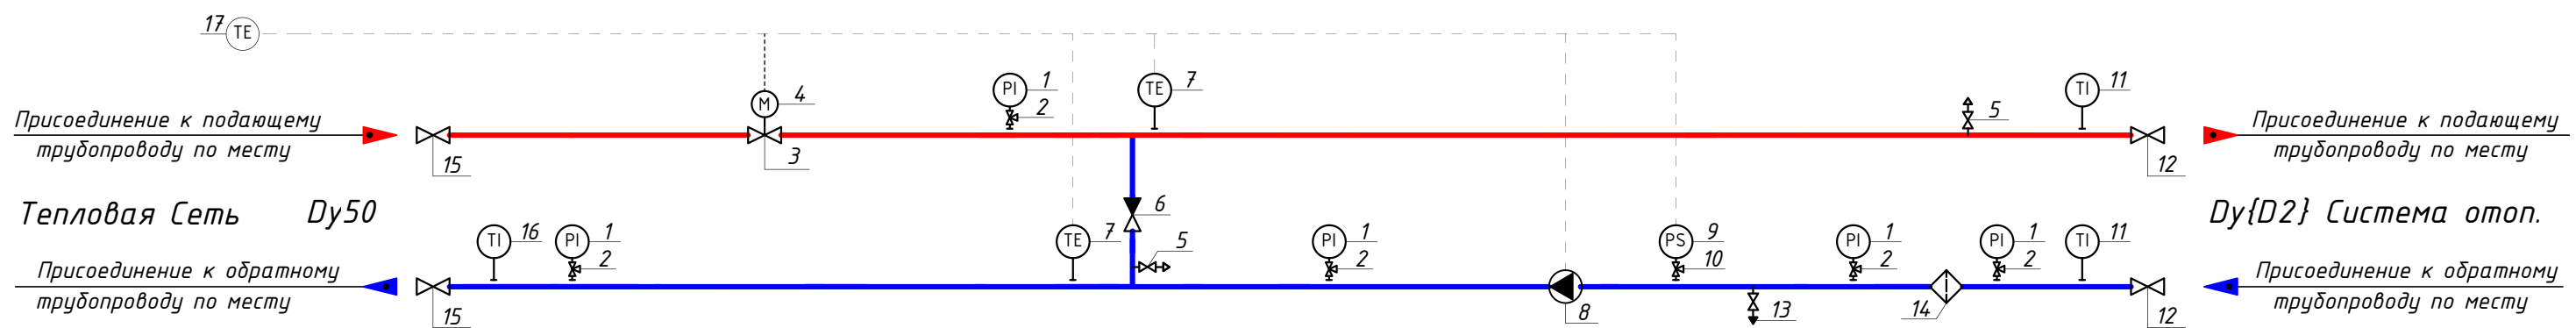 17 TE
PI 1
2
TE 7
TI 11
M 4
5
Присоединение к подающему
трубопроводу по месту
15
3
12
Присоединение к подающему
трубопроводу по месту
Тепловая Сеть Dy50
6
Dy{D2} Система отоп.
TI 16
PI 1
2
TE 7
5
PI 1
2
PS 9
10
PI 1
2
PI 1
2
TI 11
Присоединение к обратному
трубопроводу по месту
15
8
13
14
12
Присоединение к обратному
трубопроводу по месту